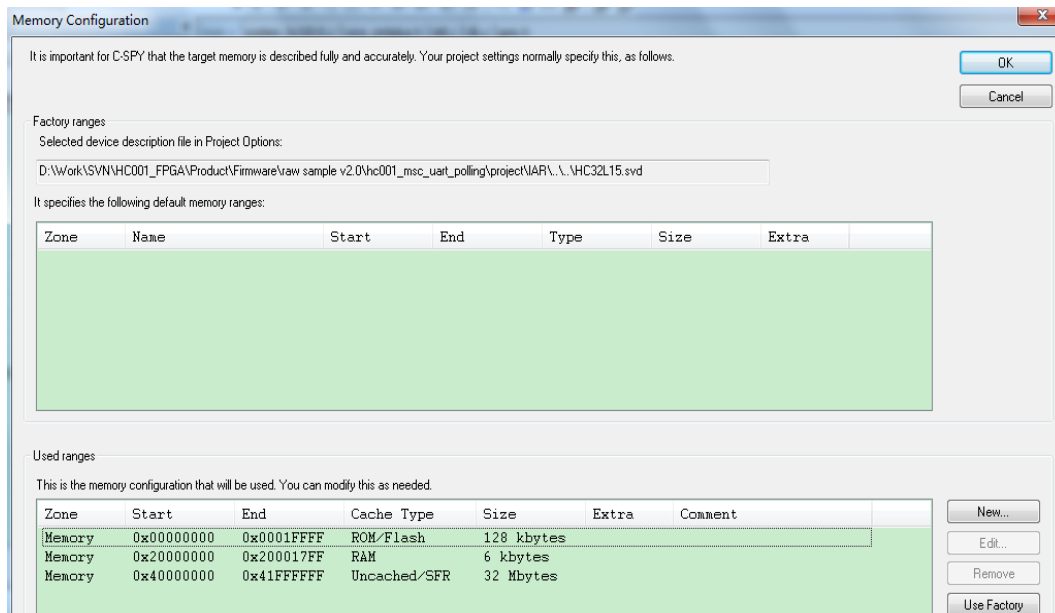 Memory Configuration
It is important for C-SPY that the target memory is described fully and accurately. Your project settings normally specify this, as follows.
OK
Cancel
Factory ranges
Selected device description file in Project Options:
D:\Work\SVN\HC001_FPGA\Product\Firmware\raw sample v2.0\hc001_msc_uart_polling\project\IAR\..\..\HC32L15.svd
It specifies the following default memory ranges:
Zone Name Start End Type Size Extra
Used ranges
This is the memory configuration that will be used. You can modify this as needed.
Zone Start End Cache Type Size Extra Comment
Memory 0x00000000 0x0001FFFF ROM/Flash 128 kbytes
Memory 0x20000000 0x200017FF RAM 6 kbytes
Memory 0x40000000 0x41FFFFFF Uncached/SFR 32 Mbytes
New...
Edit...
Remove
Use Factory